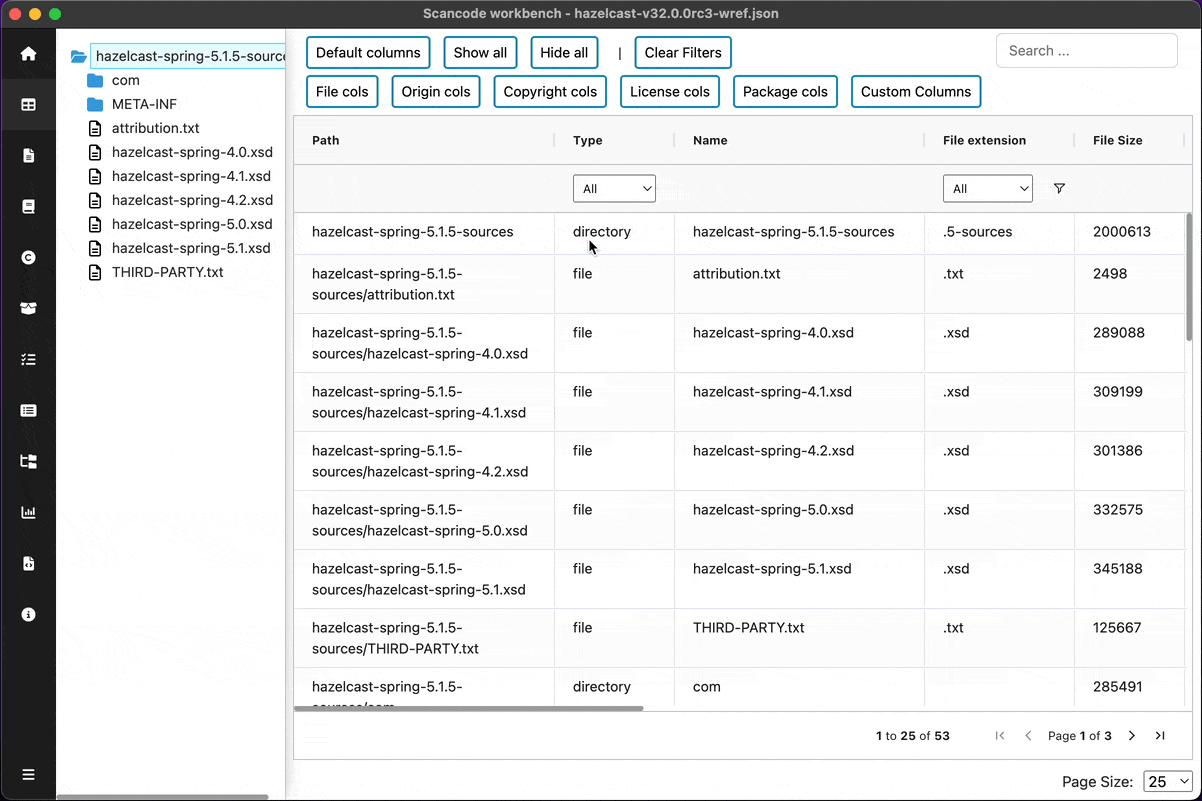 Scancode workbench - hazelcast-v32.0.0rc3-wref.json
hazelcast-spring-5.1.5-source
com
META-INF
attribution.txt
hazelcast-spring-4.0.xsd
hazelcast-spring-4.1.xsd
hazelcast-spring-4.2.xsd
hazelcast-spring-5.0.xsd
hazelcast-spring-5.1.xsd
THIRD-PARTY.txt
Default columns Show all Hide all | Clear Filters Search ...
File cols Origin cols Copyright cols License cols Package cols Custom Columns
Path Type Name File extension File Size
All All
hazelcast-spring-5.1.5-sources directory hazelcast-spring-5.1.5-sources .5-sources 2000613
hazelcast-spring-5.1.5- file attribution.txt .txt 2498
sources/attribution.txt
hazelcast-spring-5.1.5- file hazelcast-spring-4.0.xsd .xsd 289088
sources/hazelcast-spring-4.0.xsd
hazelcast-spring-5.1.5- file hazelcast-spring-4.1.xsd .xsd 309199
sources/hazelcast-spring-4.1.xsd
hazelcast-spring-5.1.5- file hazelcast-spring-4.2.xsd .xsd 301386
sources/hazelcast-spring-4.2.xsd
hazelcast-spring-5.1.5- file hazelcast-spring-5.0.xsd .xsd 332575
sources/hazelcast-spring-5.0.xsd
hazelcast-spring-5.1.5- file hazelcast-spring-5.1.xsd .xsd 345188
sources/hazelcast-spring-5.1.xsd
hazelcast-spring-5.1.5- file THIRD-PARTY.txt .txt 125667
sources/THIRD-PARTY.txt
hazelcast-spring-5.1.5- directory com 285491
sources/com
1 to 25 of 53 Page 1 of 3
Page Size: 25